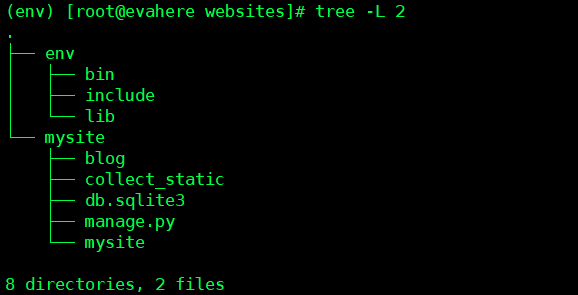 (env) [root@evahere websites]# tree -L 2
.
├── env
│   ├── bin
│   ├── include
│   └── lib
└── mysite
    ├── blog
    ├── collect_static
    ├── db.sqlite3
    ├── manage.py
    └── mysite
8 directories, 2 files